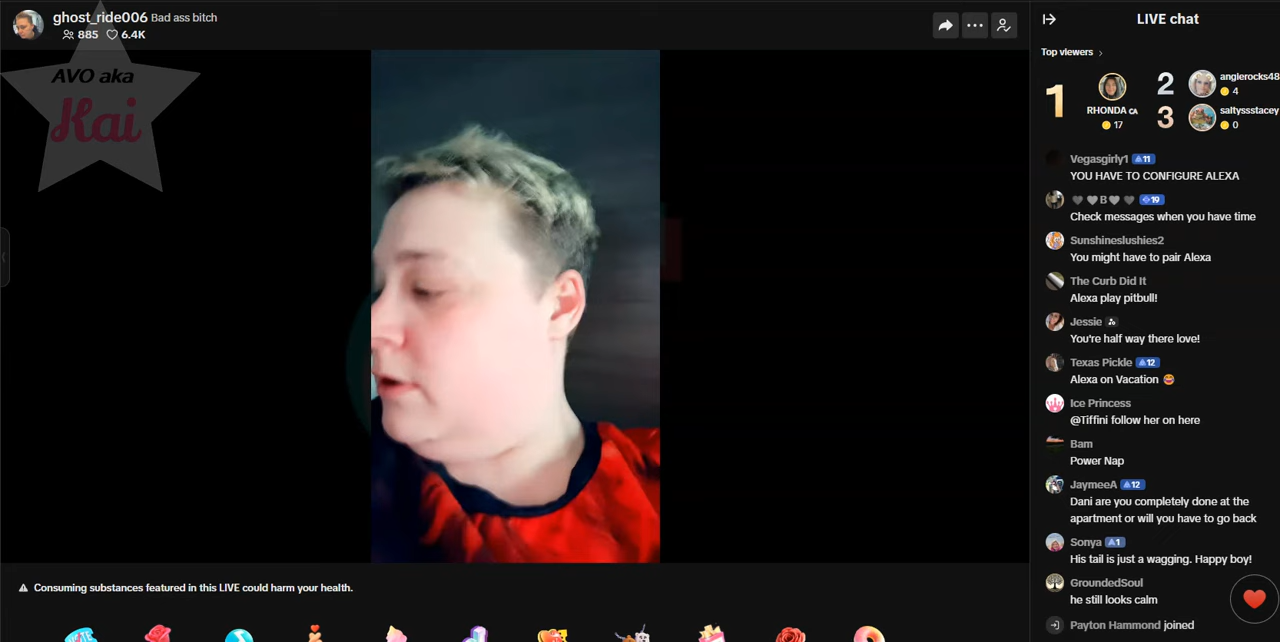 ghost_ride006 Bad ass bitch
885 6.4K
AVO aka
Kai
LIVE chat
Top viewers
1
RHONDA CA
17
2
anglerocks48
4
3
saltyssstacey
0
Vegasgirly1 11
YOU HAVE TO CONFIGURE ALEXA
B 19
Check messages when you have time
Sunshineslushies2
You might have to pair Alexa
The Curb Did It
Alexa play pitbull!
Jessie
You're half way there love!
Texas Pickle 12
Alexa on Vacation 😆
Ice Princess
@Tiffini follow her on here
Bam
Power Nap
JaymeeA 12
Dani are you completely done at the
apartment or will you have to go back
Sonya 1
His tail is just a wagging. Happy boy!
GroundedSoul
he still looks calm
Payton Hammond joined
Consuming substances featured in this LIVE could harm your health.